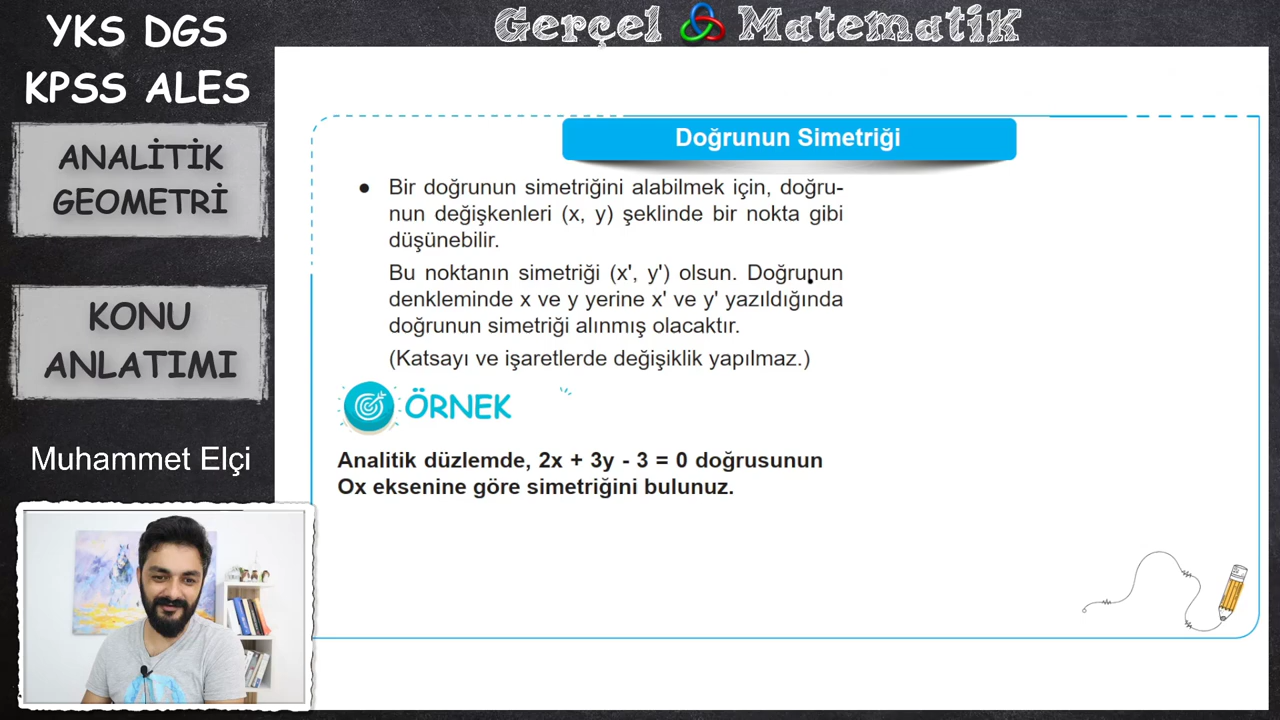 YKS DGS
KPSS ALES
ANALİTİK
GEOMETRİ
KONU
ANLATIMI
Muhammet Elçi
Gerçel Matematik
Doğrunun Simetriği
● Bir doğrunun simetriğini alabilmek için, doğru-
nun değişkenleri (x, y) şeklinde bir nokta gibi
düşünebilir.
Bu noktanın simetriği (x', y') olsun. Doğrunun
denkleminde x ve y yerine x' ve y' yazıldığında
doğrunun simetriği alınmış olacaktır.
(Katsayı ve işaretlerde değişiklik yapılmaz.)
ÖRNEK
Analitik düzlemde, 2x + 3y - 3 = 0 doğrusunun
Ox eksenine göre simetriğini bulunuz.